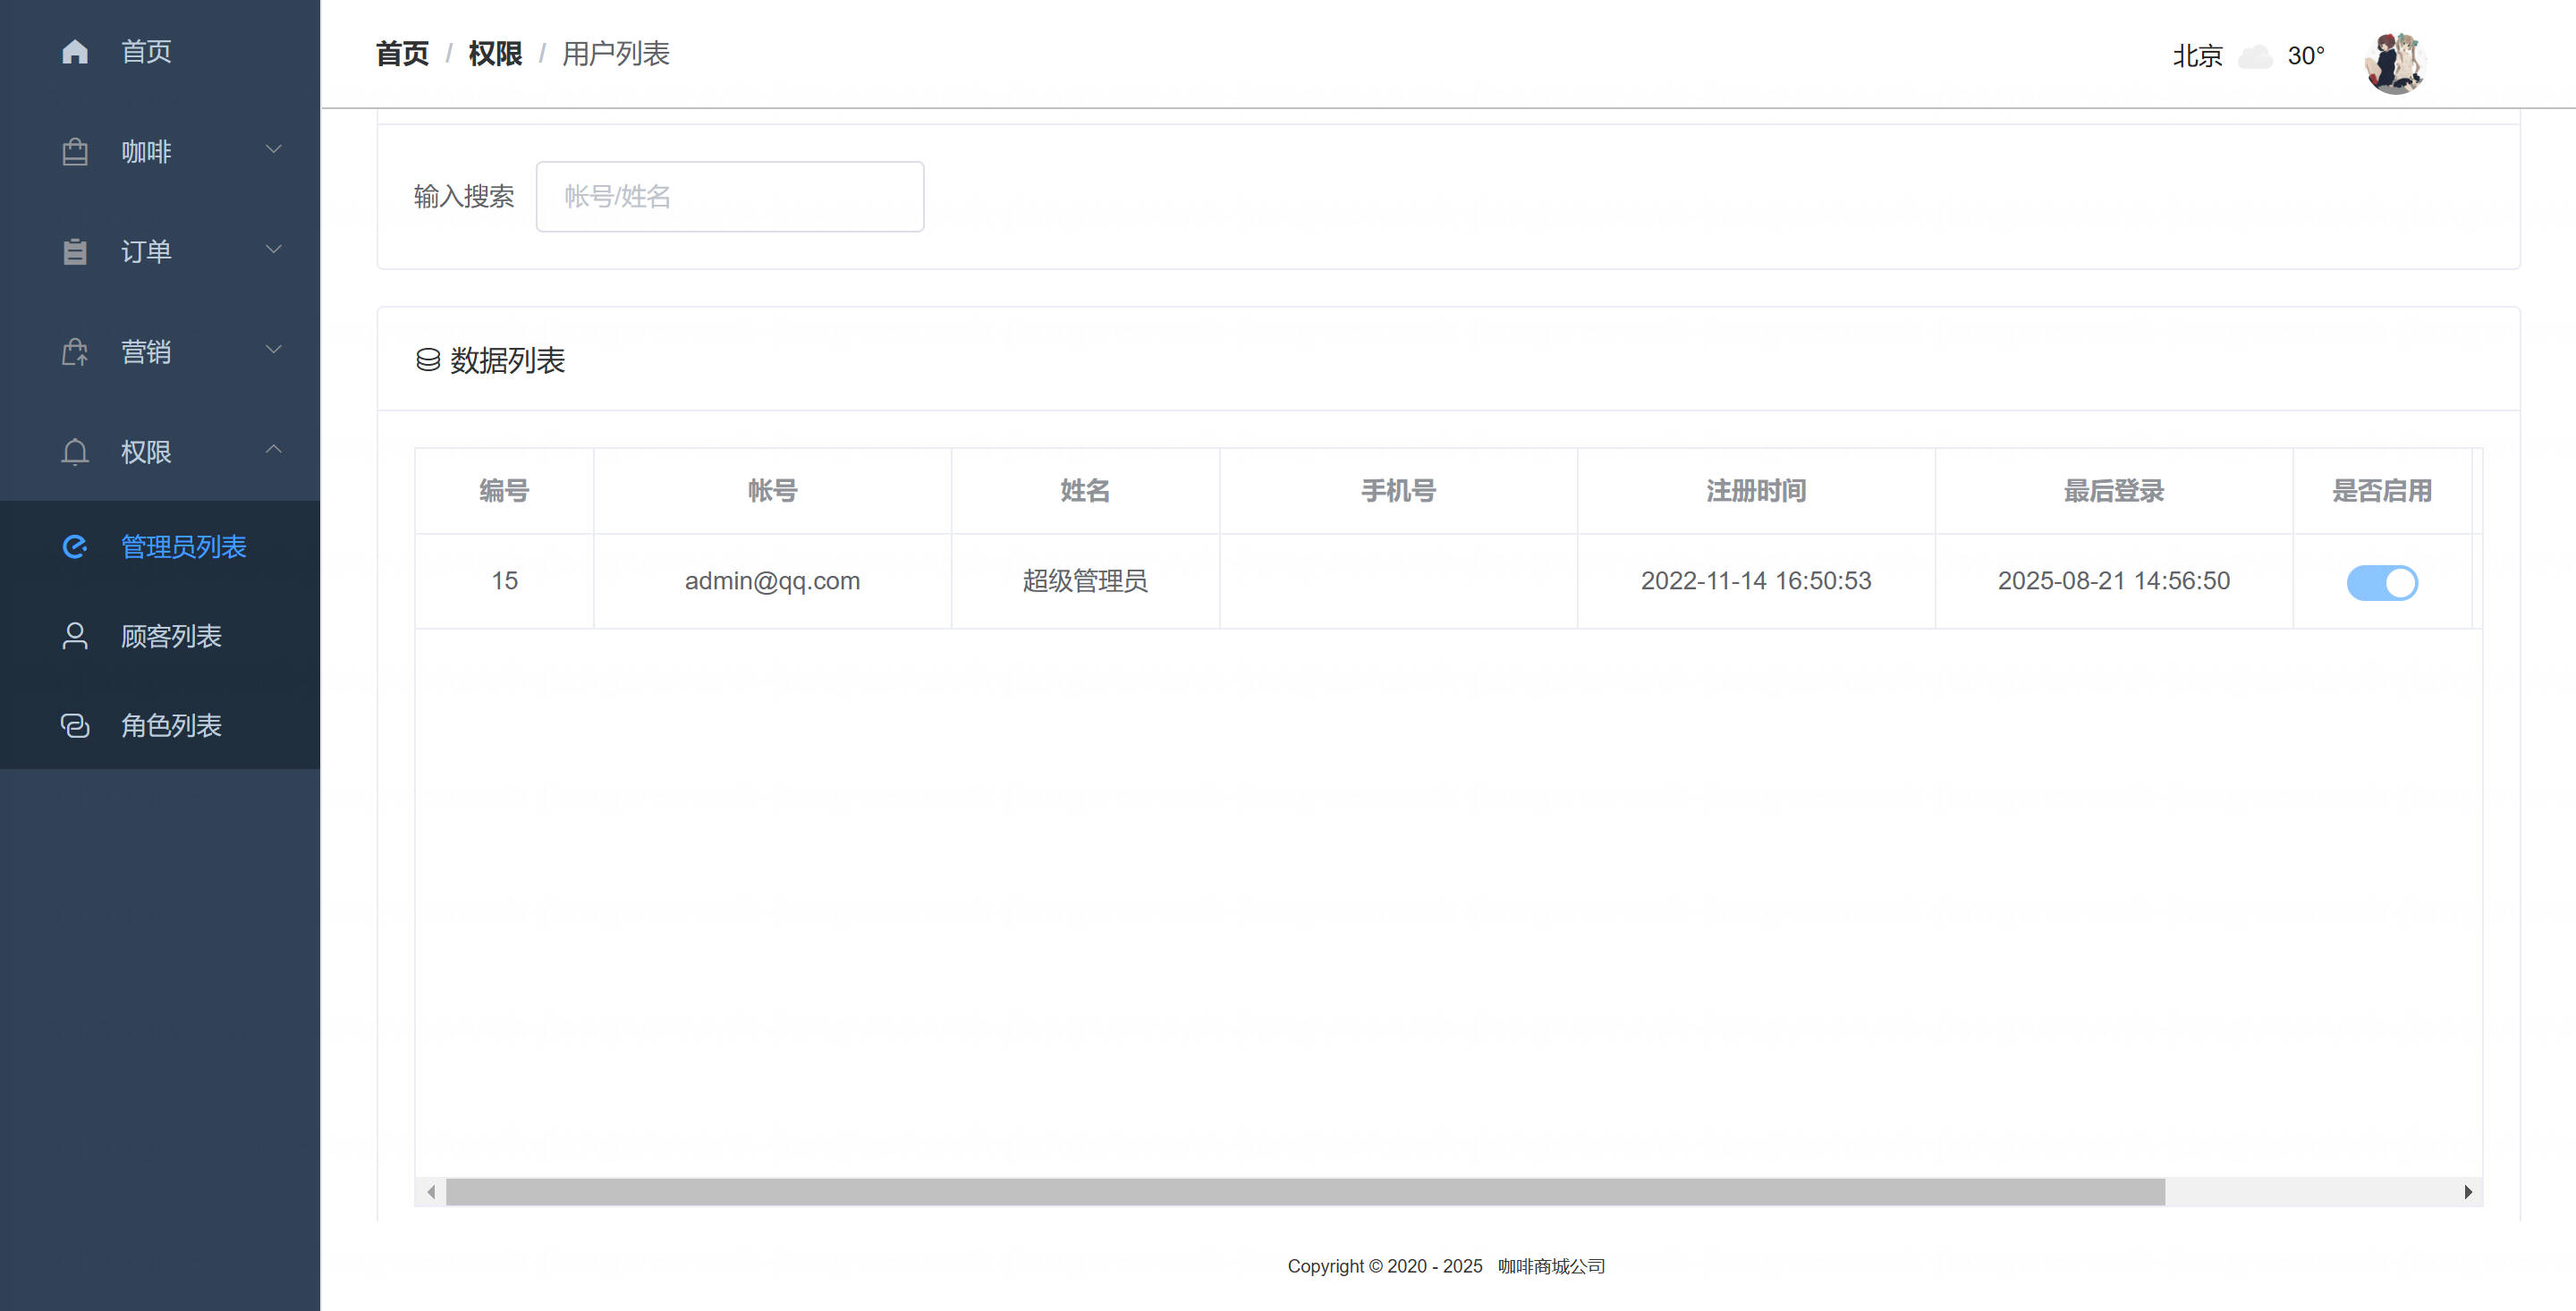 首页
咖啡
订单
营销
权限
管理员列表
顾客列表
角色列表
首页 / 权限 / 用户列表
北京 30°
输入搜索 帐号/姓名
数据列表
编号 帐号 姓名 手机号 注册时间 最后登录 是否启用
15 admin@qq.com 超级管理员 2022-11-14 16:50:53 2025-08-21 14:56:50
Copyright © 2020 - 2025 咖啡商城公司